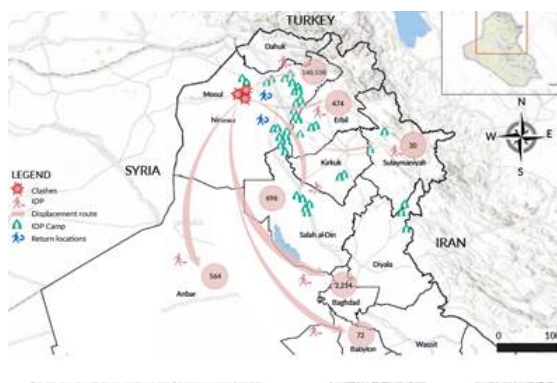 TURKEY
Dahuk
140,536
Mosul
474
Ninewa
Erbil
N
W E
S
30
Kirkuk
Sulaymaniyah
SYRIA
LEGEND
Clashes
IDP
Displacement route
IDP Camp
Return locations
696
Salah al-Din
IRAN
Diyala
564
Anbar
2,214
Baghdad
72
Babylon
Wassit
0
100